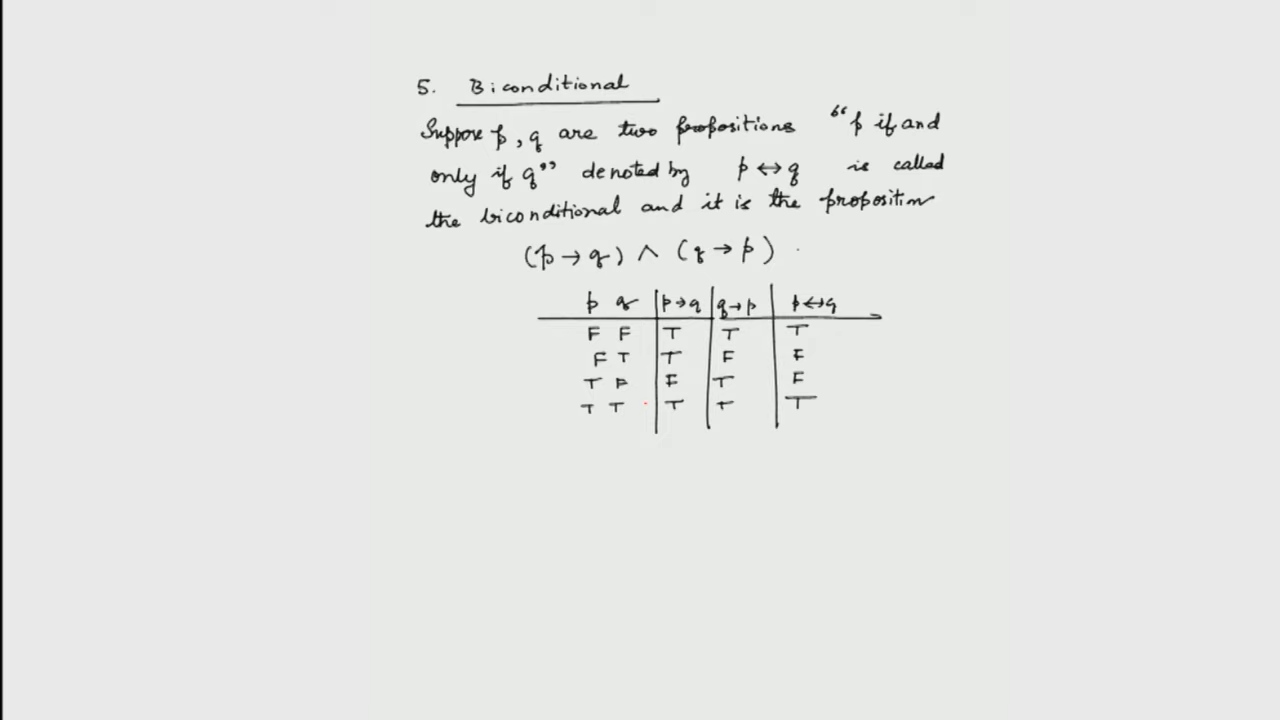 5. Biconditional
Suppose p, q are two propositions "p if and
only if q" denoted by p ↔ q is called
the biconditional and it is the proposition
(p → q) ∧ (q → p) .
p q p→q q→p p↔q
F F T T T
F T T F F
T F F T F
T T T T T